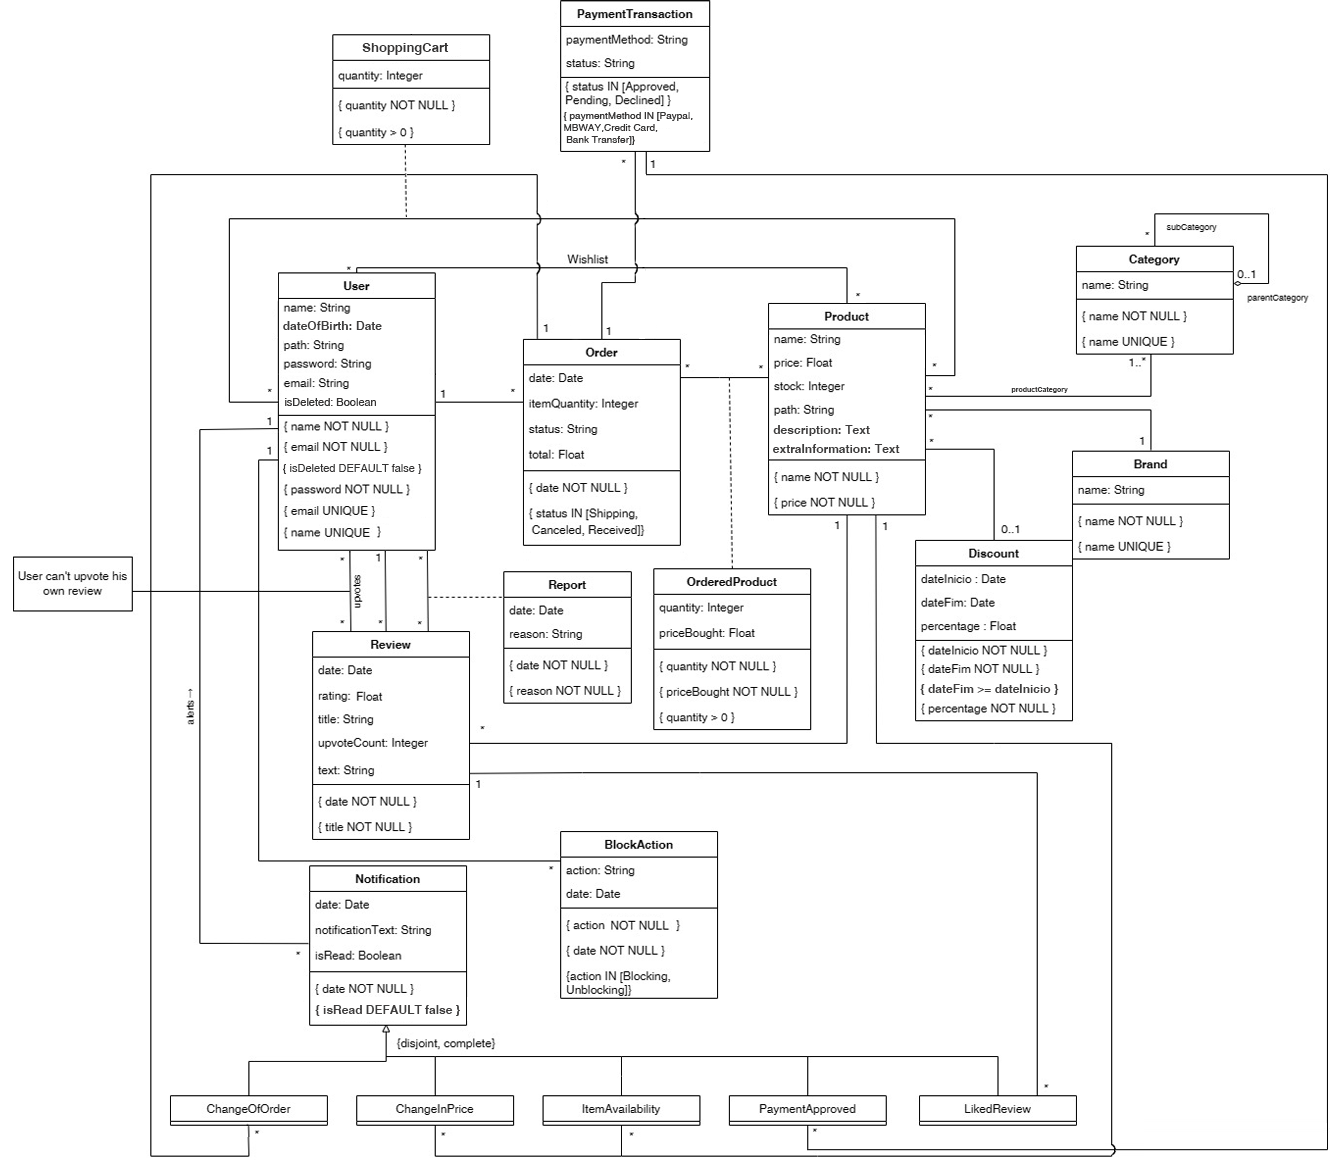 PaymentTransaction
paymentMethod: String
status: String
{ status IN [Approved,
Pending, Declined] }
{ paymentMethod IN [Paypal,
MBWAY,Credit Card,
Bank Transfer]}
*
1
ShoppingCart
quantity: Integer
{ quantity NOT NULL }
{ quantity > 0 }
Wishlist
*
*
User
name: String
dateOfBirth: Date
path: String
password: String
email: String
isDeleted: Boolean
{ name NOT NULL }
{ email NOT NULL }
{ isDeleted DEFAULT false }
{ password NOT NULL }
{ email UNIQUE }
{ name UNIQUE }
*
1
1
1
*
1
1
Order
date: Date
itemQuantity: Integer
status: String
total: Float
{ date NOT NULL }
{ status IN [Shipping,
Canceled, Received]}
*
*
Product
name: String
price: Float
stock: Integer
path: String
description: Text
extraInformation: Text
{ name NOT NULL }
{ price NOT NULL }
*
*
*
*
1
1
subCategory
*
Category
name: String
{ name NOT NULL }
{ name UNIQUE }
0..1
parentCategory
1..*
productCategory
1
Brand
name: String
{ name NOT NULL }
{ name UNIQUE }
0..1
Discount
dateInicio : Date
dateFim: Date
percentage : Float
{ dateInicio NOT NULL }
{ dateFim NOT NULL }
{ dateFim >= dateInicio }
{ percentage NOT NULL }
User can't upvote his
own review
*
1
*
upvotes
*
*
*
Report
date: Date
reason: String
{ date NOT NULL }
{ reason NOT NULL }
OrderedProduct
quantity: Integer
priceBought: Float
{ quantity NOT NULL }
{ priceBought NOT NULL }
{ quantity > 0 }
Review
date: Date
rating: Float
title: String
upvoteCount: Integer
text: String
{ date NOT NULL }
{ title NOT NULL }
*
1
alerts→
BlockAction
action: String
date: Date
{ action NOT NULL }
{ date NOT NULL }
{action IN [Blocking,
Unblocking]}
*
Notification
date: Date
notificationText: String
isRead: Boolean
{ date NOT NULL }
{ isRead DEFAULT false }
*
{disjoint, complete}
*
ChangeOfOrder
ChangeInPrice
ItemAvailability
PaymentApproved
LikedReview
*
*
*
*